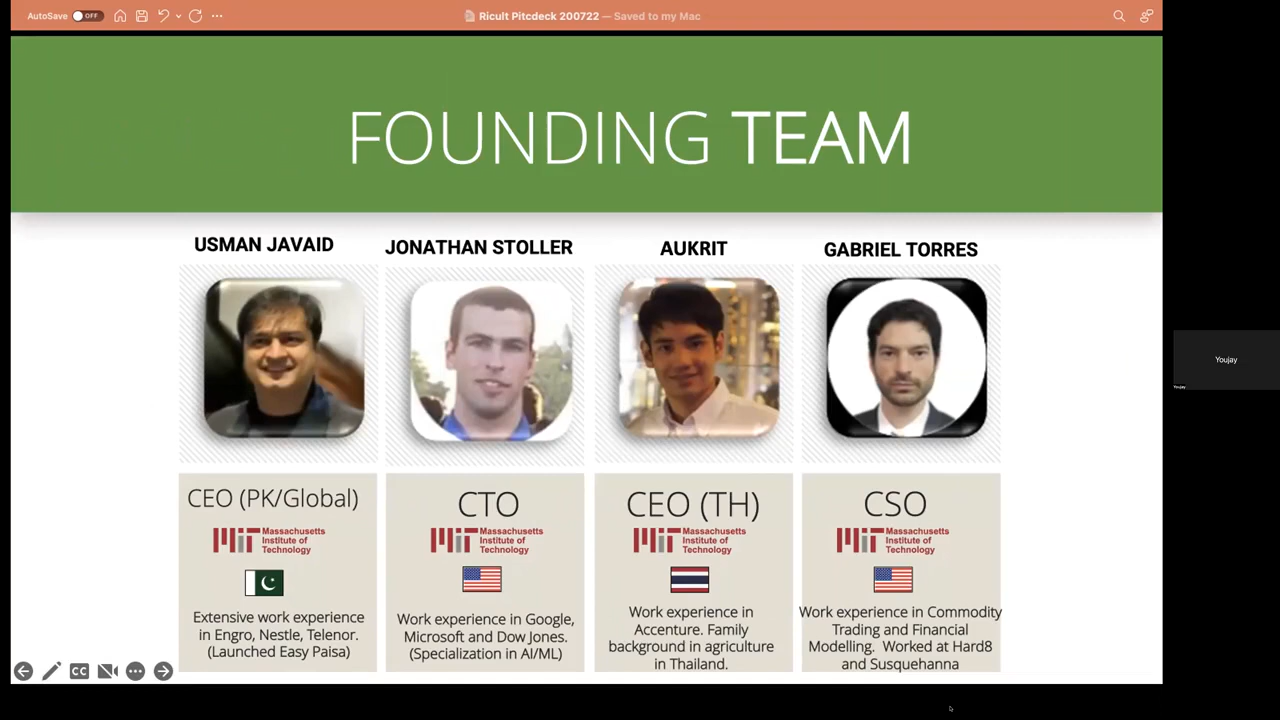 AutoSave OFF
Ricult Pitcdeck 200722 — Saved to my Mac
FOUNDING TEAM
USMAN JAVAID
JONATHAN STOLLER
AUKRIT
GABRIEL TORRES
CEO (PK/Global)
Massachusetts
Institute of
Technology
Extensive work experience
in Engro, Nestle, Telenor.
(Launched Easy Paisa)
CTO
Massachusetts
Institute of
Technology
Work experience in Google,
Microsoft and Dow Jones.
(Specialization in AI/ML)
CEO (TH)
Massachusetts
Institute of
Technology
Work experience in
Accenture. Family
background in agriculture
in Thailand.
CSO
Massachusetts
Institute of
Technology
Work experience in Commodity
Trading and Financial
Modelling. Worked at Hard8
and Susquehanna
CC
Youjay
Youjay